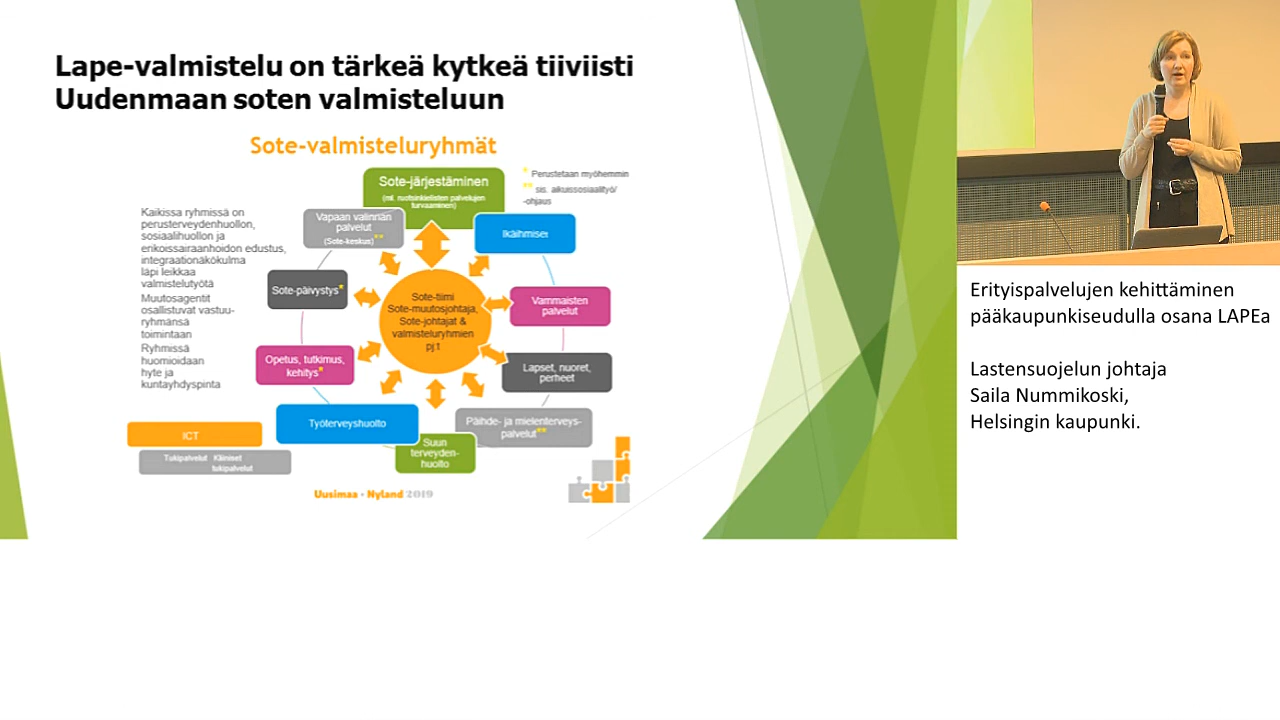 Lape-valmistelu on tärkeä kytkeä tiiviisti
Uudenmaan soten valmisteluun
Sote-valmisteluryhmät
* Perustetaan myöhemmin
** sis. aikuissosiaalityö/
-ohjaus
Kaikissa ryhmissä on
perusterveydenhuollon,
sosiaalihuollon ja
erikoissairaanhoidon edustus,
integraationäkökulma
läpi leikkaa
valmistelutyötä
Muutosagentit
osallistuvat vastuu-
ryhmänsä
toimintaan
Ryhmissä
huomioidaan
hyte ja
kuntayhdyspinta
Sote-järjestäminen
(ml. ruotsinkielisten palvelujen
turvaaminen)
Vapaan valinnan
palvelut
(Sote-keskus)**
Ikäihmiset
Sote-päivystys*
Vammaisten
palvelut
Sote-tiimi
Sote-muutosjohtaja,
Sote-johtajat &
valmisteluryhmien
pj:t
Opetus, tutkimus,
kehitys*
Lapset, nuoret,
perheet
Työterveyshuolto
Päihde- ja mielenterveys-
palvelut**
Suun
terveyden-
huolto
ICT
Tukipalvelut Kliiniset
tukipalvelut
Uusimaa - Nyland 2019
Erityispalvelujen kehittäminen
pääkaupunkiseudulla osana LAPEa
Lastensuojelun johtaja
Saila Nummikoski,
Helsingin kaupunki.